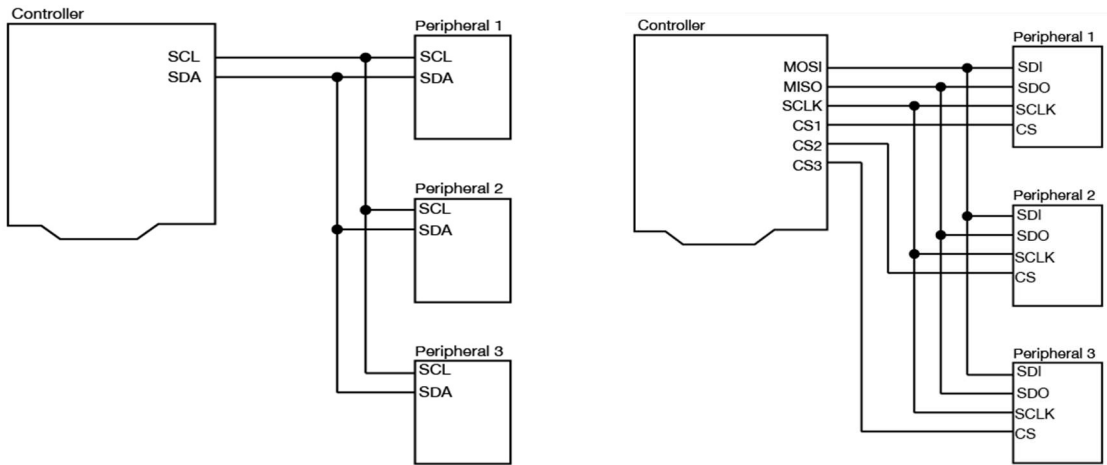 Controller
SCL
SDA
Peripheral 1
SCL
SDA
Peripheral 2
SCL
SDA
Peripheral 3
SCL
SDA
Controller
MOSI
MISO
SCLK
CS1
CS2
CS3
Peripheral 1
SDI
SDO
SCLK
CS
Peripheral 2
SDI
SDO
SCLK
CS
Peripheral 3
SDI
SDO
SCLK
CS